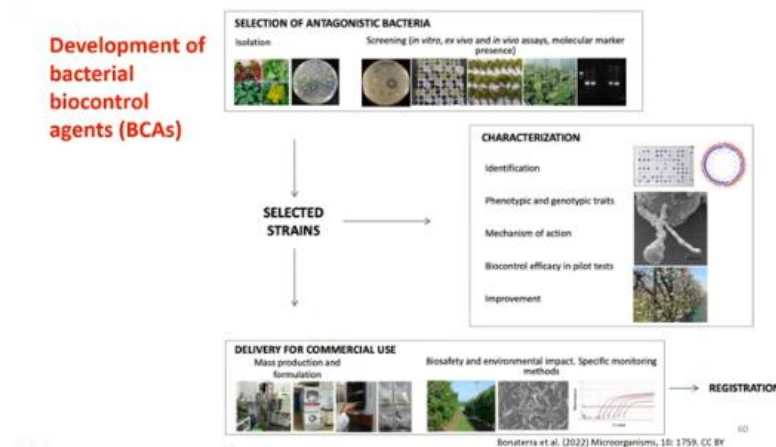 Development of
bacterial
biocontrol
agents (BCAs)
SELECTION OF ANTAGONISTIC BACTERIA
Isolation
Screening (in vitro, ex vivo and in vivo assays, molecular marker
presence)
SELECTED
STRAINS
CHARACTERIZATION
Identification
Phenotypic and genotypic traits
Mechanism of action
Biocontrol efficacy in pilot tests
Improvement
DELIVERY FOR COMMERCIAL USE
Mass production and
formulation
Biosafety and environmental impact. Specific monitoring
methods
REGISTRATION
60
Bonaterra et al. (2022) Microorganisms, 10: 1759. CC BY